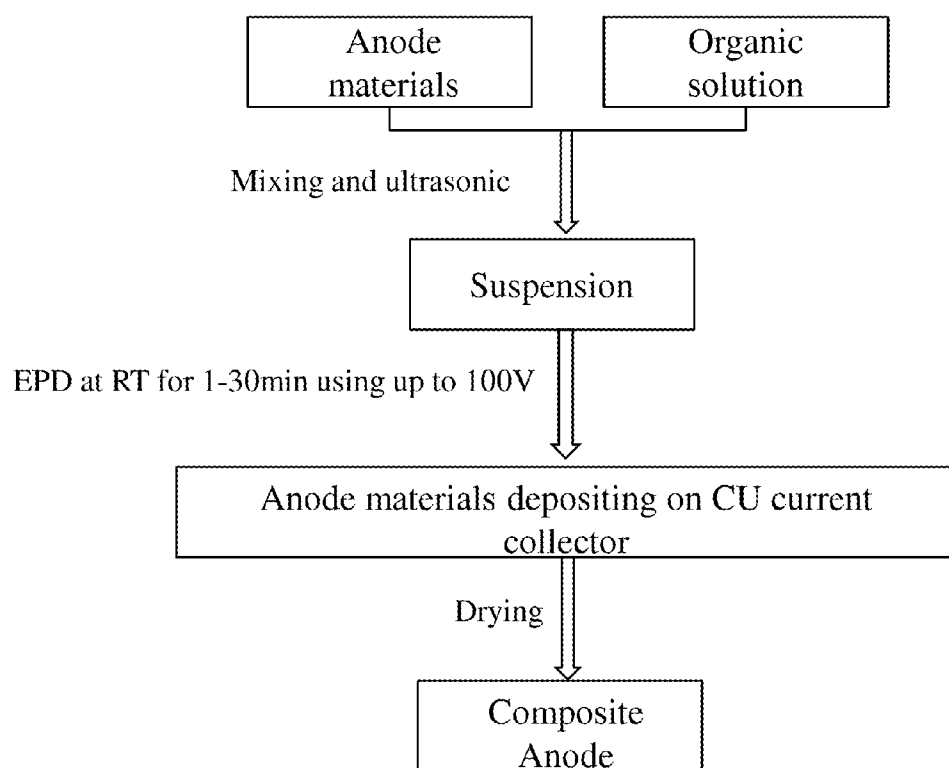 Anode
materials
Organic
solution
Mixing and ultrasonic
Suspension
EPD at RT for 1-30min using up to 100V
Anode materials depositing on CU current
collector
Drying
Composite
Anode